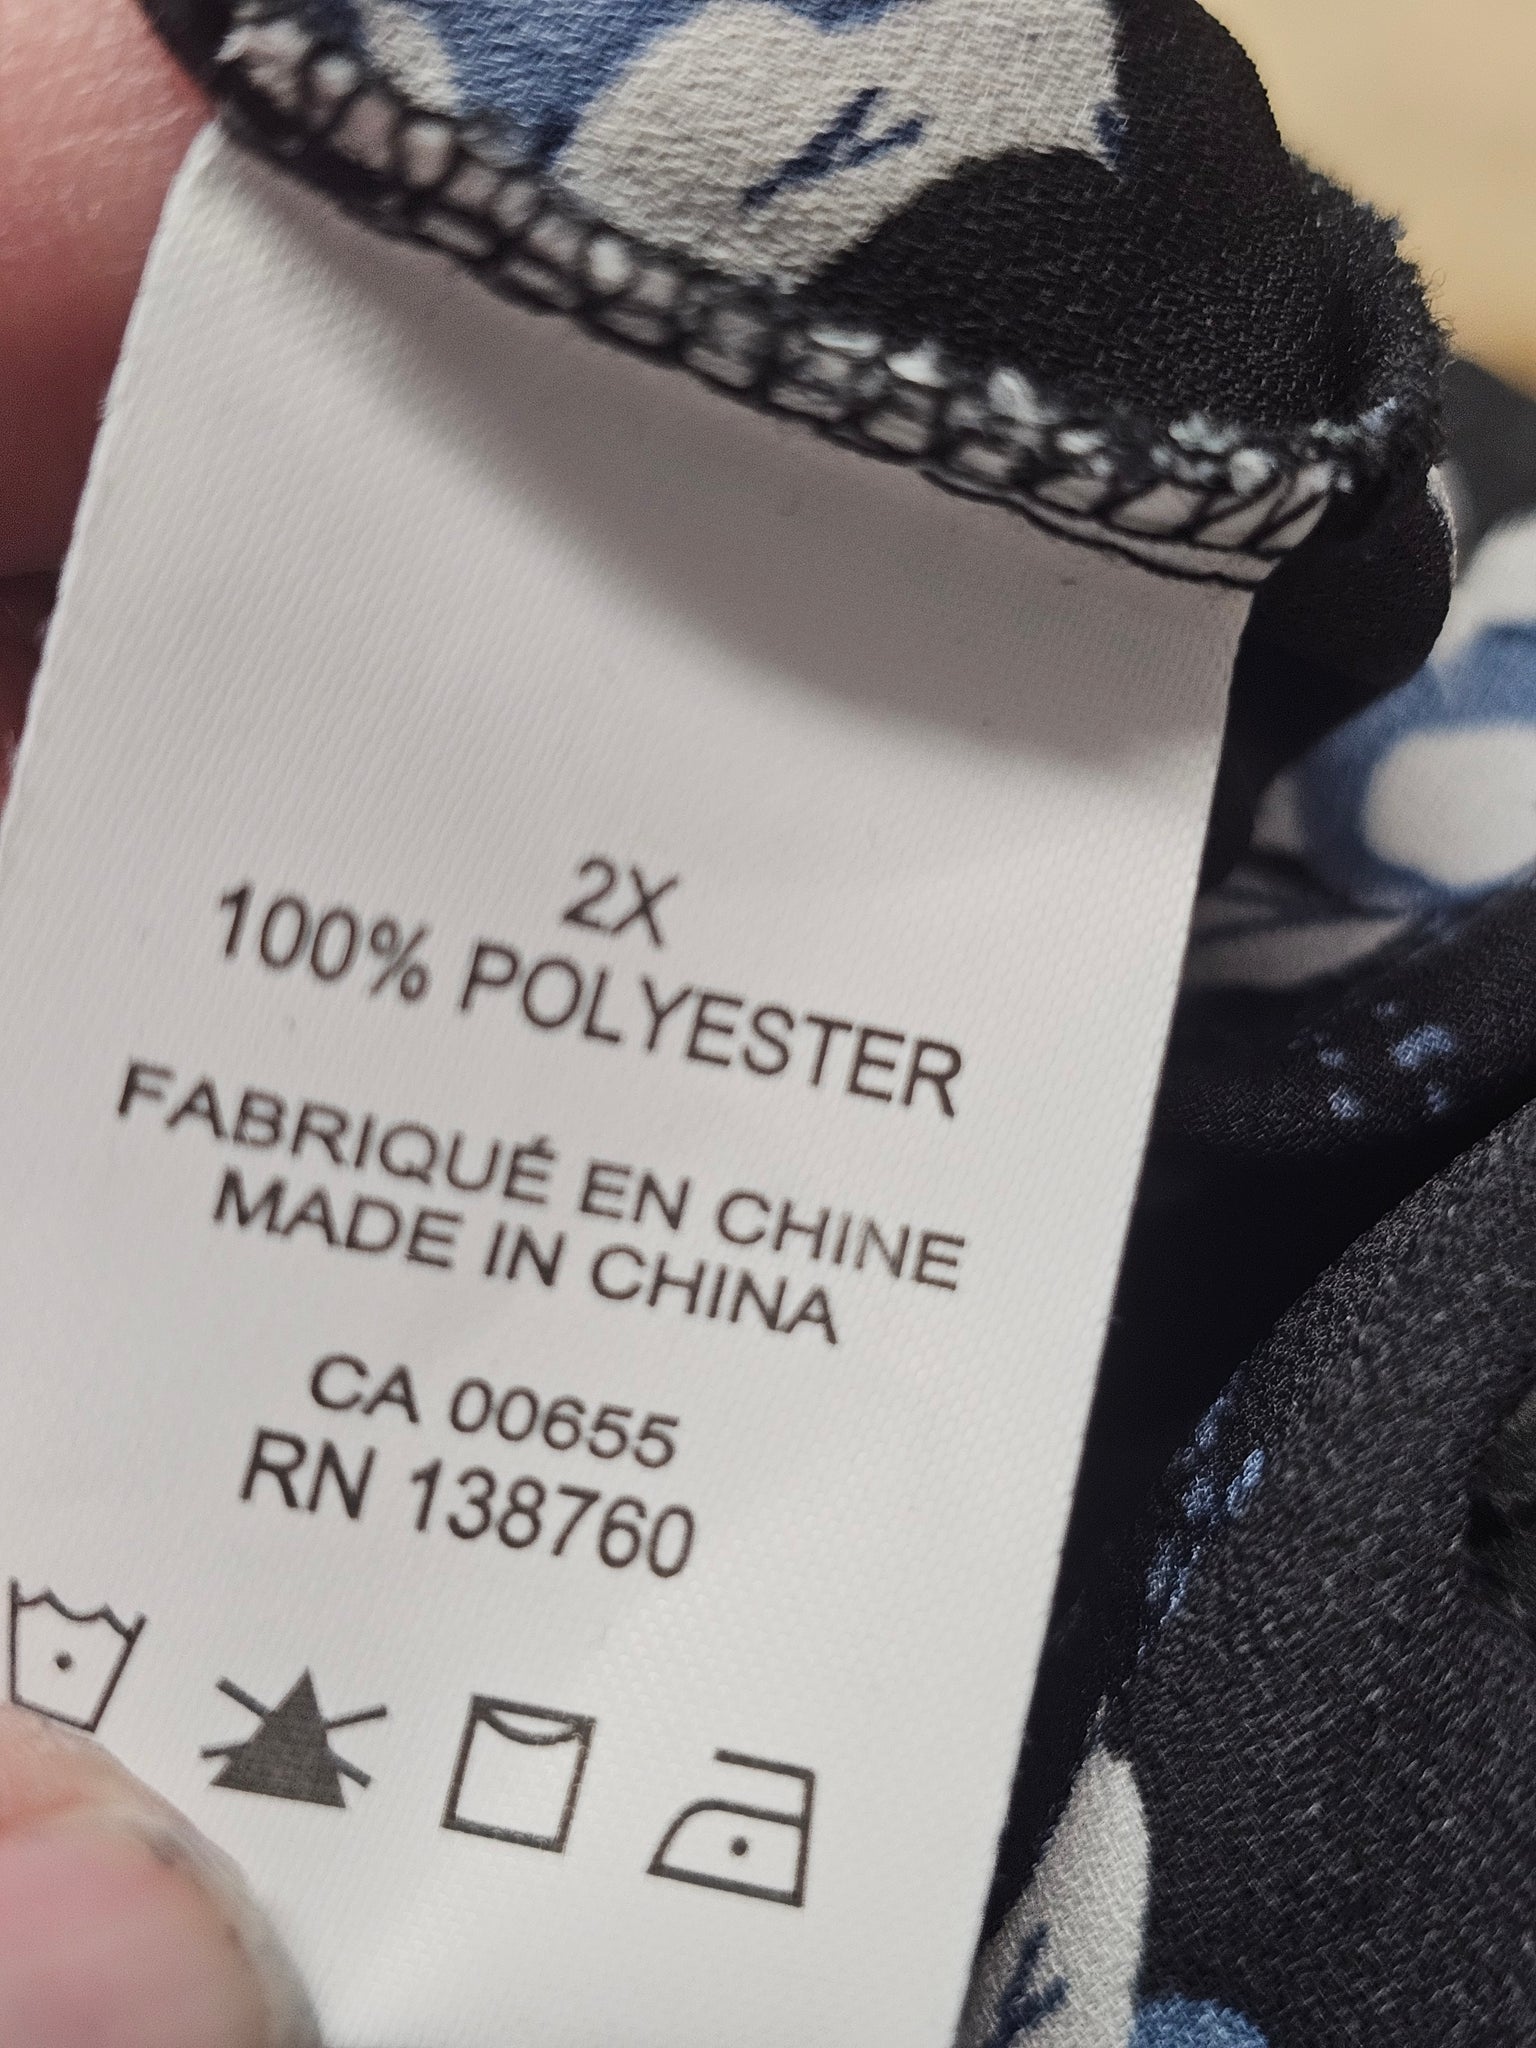 2X
100% POLYESTER
FABRIQUÉ EN CHINE
MADE IN CHINA
CA 00655
RN 138760